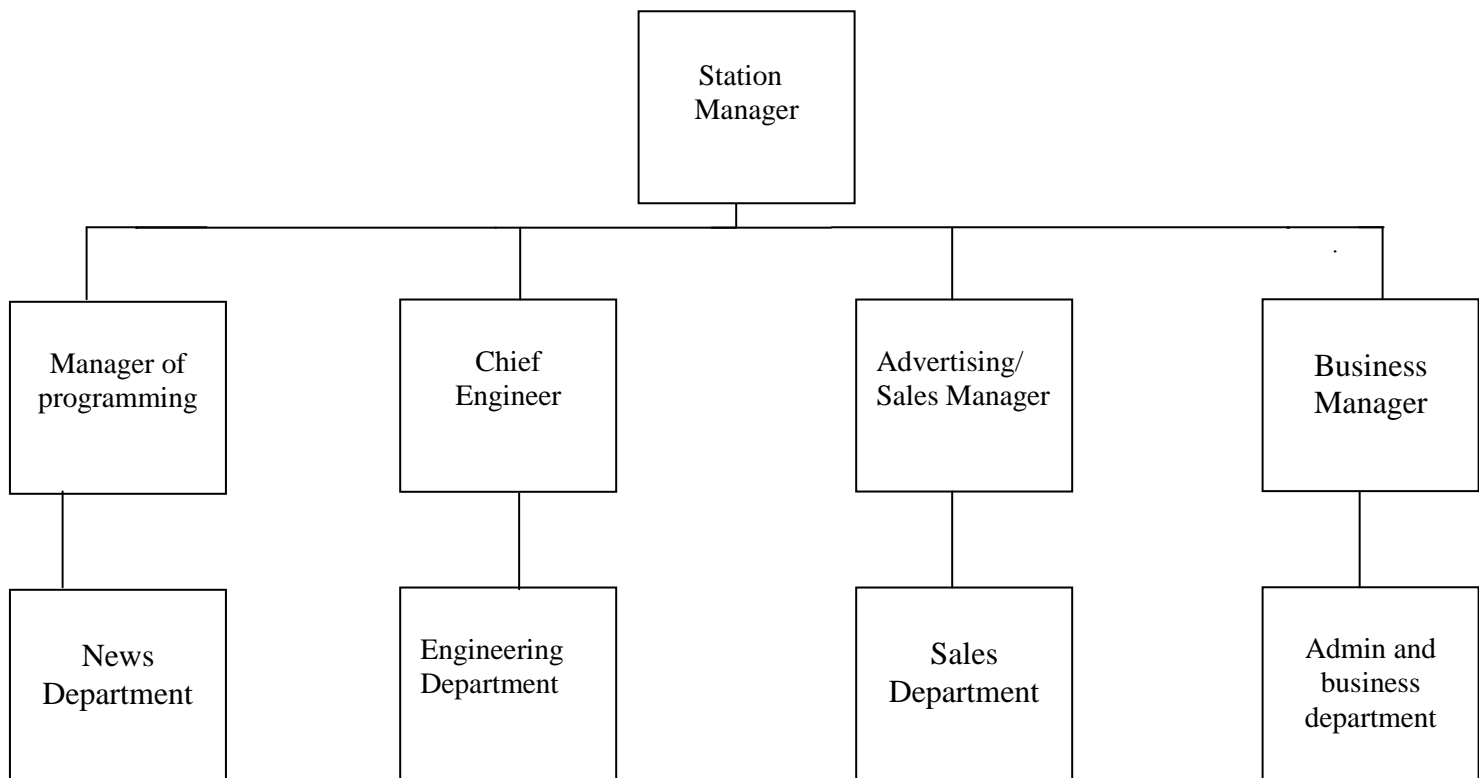 Station
Manager
Manager of
programming
Chief
Engineer
Advertising/
Sales Manager
Business
Manager
News
Department
Engineering
Department
Sales
Department
Admin and
business
department